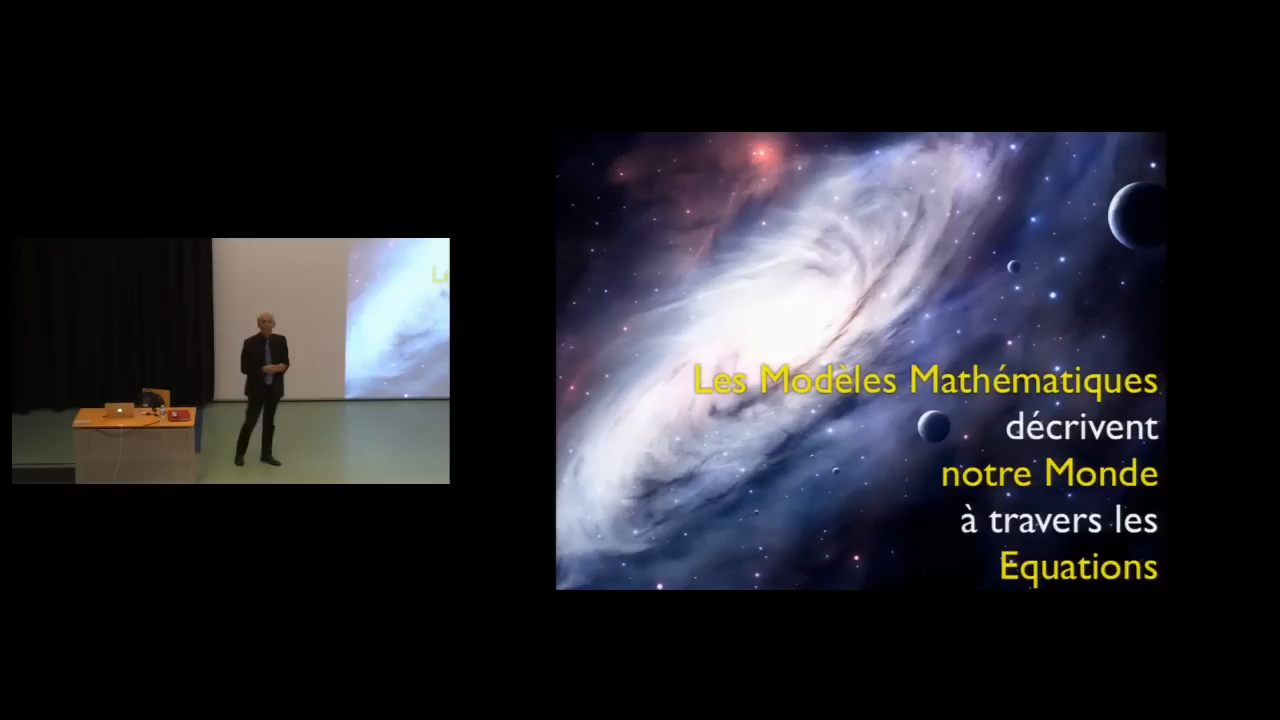 Les Modèles Mathématiques
décrivent
notre Monde
à travers les
Equations